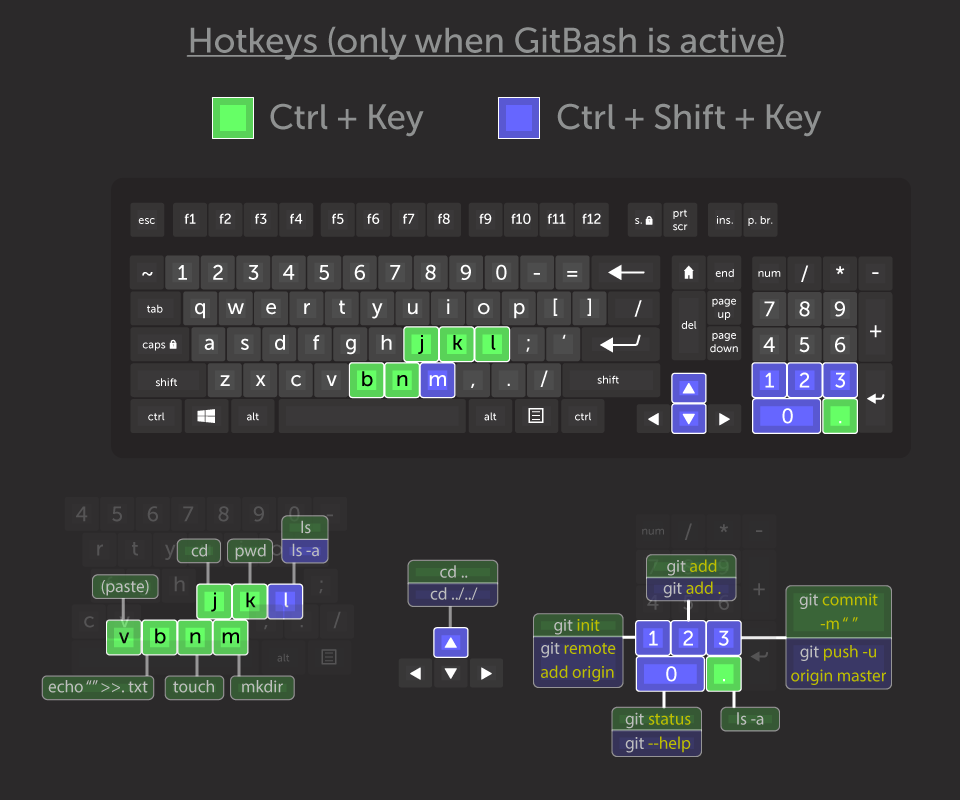 Hotkeys (only when GitBash is active)
Ctrl + Key
Ctrl + Shift + Key
esc f1 f2 f3 f4 f5 f6 f7 f8 f9 f10 f11 f12 s. prt scr ins. p. br.
~ 1 2 3 4 5 6 7 8 9 0 - = end num / * -
tab q w e r t y u i o p [ ] / del page up 7 8 9 +
caps a s d f g h j k l ; ‘ page down 4 5 6
shift z x c v b n m , . / shift 1 2 3
ctrl alt alt ctrl 0 .
4 5 6 7 8 9 0 -
r t y
cd
pwd
ls
ls -a
(paste)
h ;
j k l
c v b n m , . /
alt
echo “” >>. txt
touch
mkdir
cd ..
cd ../../
num / * -
git add
git add .
4 6 +
git init
git remote
add origin
1 2 3
0 .
git commit
-m “ ”
git push -u
origin master
git status
git --help
ls -a